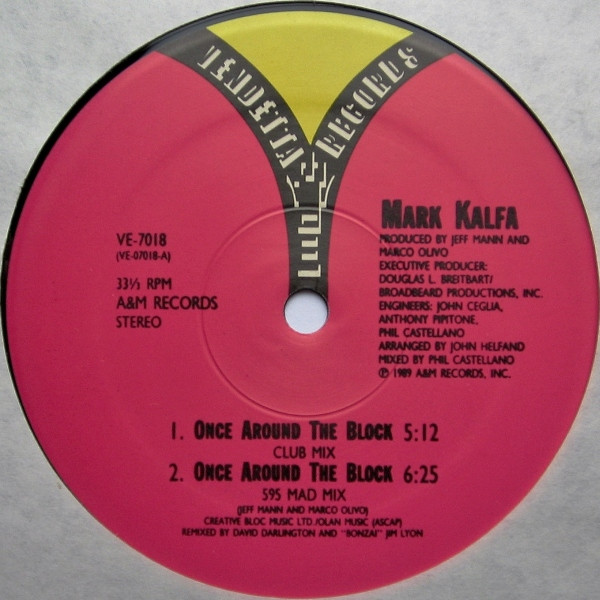 VENDETTA RECORDS
MARK KALFA
PRODUCED BY JEFF MANN AND
MARCO OLIVO
EXECUTIVE PRODUCER:
DOUGLAS L. BREITBART/
BROADBEARD PRODUCTIONS, INC.
ENGINEERS: JOHN CEGLIA,
ANTHONY PIPITONE,
PHIL CASTELLANO
ARRANGED BY JOHN HELFAND
MIXED BY PHIL CASTELLANO
℗ 1989 A&M RECORDS, INC.
VE-7018
(VE-07018-A)
33⅓ RPM
A&M RECORDS
STEREO
1. ONCE AROUND THE BLOCK 5:12
CLUB MIX
2. ONCE AROUND THE BLOCK 6:25
595 MAD MIX
(JEFF MANN AND MARCO OLIVO)
CREATIVE BLOC MUSIC LTD /OLAN MUSIC (ASCAP)
REMIXED BY DAVID DARLINGTON AND "BONZAI" JIM LYON